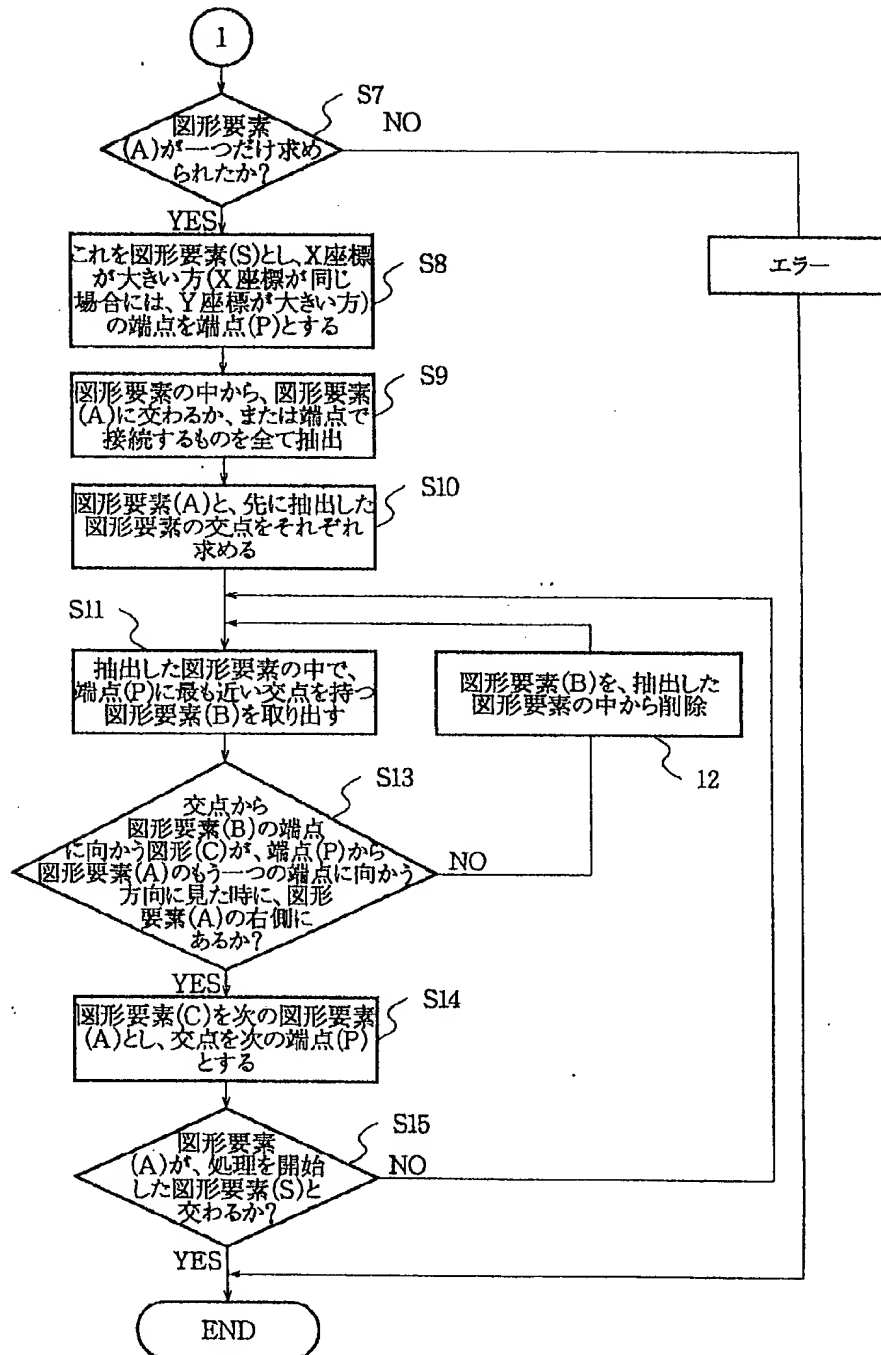 1
S7
図形要素
(A)が一つだけ求め
られたか?
NO
YES
これを図形要素(S)とし、X座標
が大きい方(X座標が同じ
場合には、Y座標が大きい方)
の端点を端点(P)とする
S8
エラー
図形要素の中から、図形要素
(A)に交わるか、または端点で
接続するものを全て抽出
S9
図形要素(A)と、先に抽出した
図形要素の交点をそれぞれ
求める
S10
S11
抽出した図形要素の中で、
端点(P)に最も近い交点を持つ
図形要素(B)を取り出す
図形要素(B)を、抽出した
図形要素の中から削除
12
S13
交点から
図形要素(B)の端点
に向かう図形(C)が、端点(P)から
図形要素(A)のもう一つの端点に向かう
方向に見た時に、図形
要素(A)の右側に
あるか?
NO
YES
図形要素(C)を次の図形要素
(A)とし、交点を次の端点(P)
とする
S14
図形要素
(A)が、処理を開始
した図形要素(S)と
交わるか?
S15
NO
YES
END